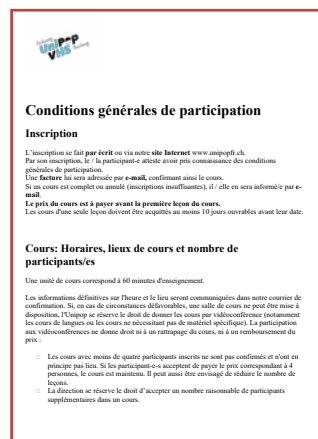 Unipop
VHS
Conditions générales de participation
Inscription
L'inscription se fait par écrit ou via notre site Internet www.unipopfr.ch.
Par son inscription, le / la participant-e atteste avoir pris connaissance des conditions
générales de participation.
Une facture lui sera adressée par e-mail, confirmant ainsi le cours.
Si un cours est complet ou annulé (inscriptions insuffisantes), il / elle en sera informé/e par e-
mail.
Le prix du cours est à payer avant la première leçon du cours.
Les cours d'une seule leçon doivent être acquittés au moins 10 jours ouvrables avant leur date.
Cours: Horaires, lieux de cours et nombre de
participants/es
Une unité de cours correspond à 60 minutes d'enseignement.
Les informations définitives sur l'heure et le lieu seront communiquées dans notre courrier de
confirmation. Si, en cas de circonstances défavorables, une salle de cours ne peut être mise à
disposition, l'Unipop se réserve le droit de donner les cours par vidéoconférence (notamment
les cours de langues ou les cours ne nécessitant pas de matériel spécifique). La participation
aux vidéoconférences ne donne droit ni à un rattrapage du cours, ni à un remboursement du
prix :
Les cours avec moins de quatre participants inscrits ne sont pas confirmés et n'ont en
principe pas lieu. Si les participant-e-s acceptent de payer le prix correspondant à 4
personnes, le cours est maintenu. Il peut aussi être envisagé de réduire le nombre de
leçons.
La direction se réserve le droit d'accepter un nombre raisonnable de participants
supplémentaires dans un cours.